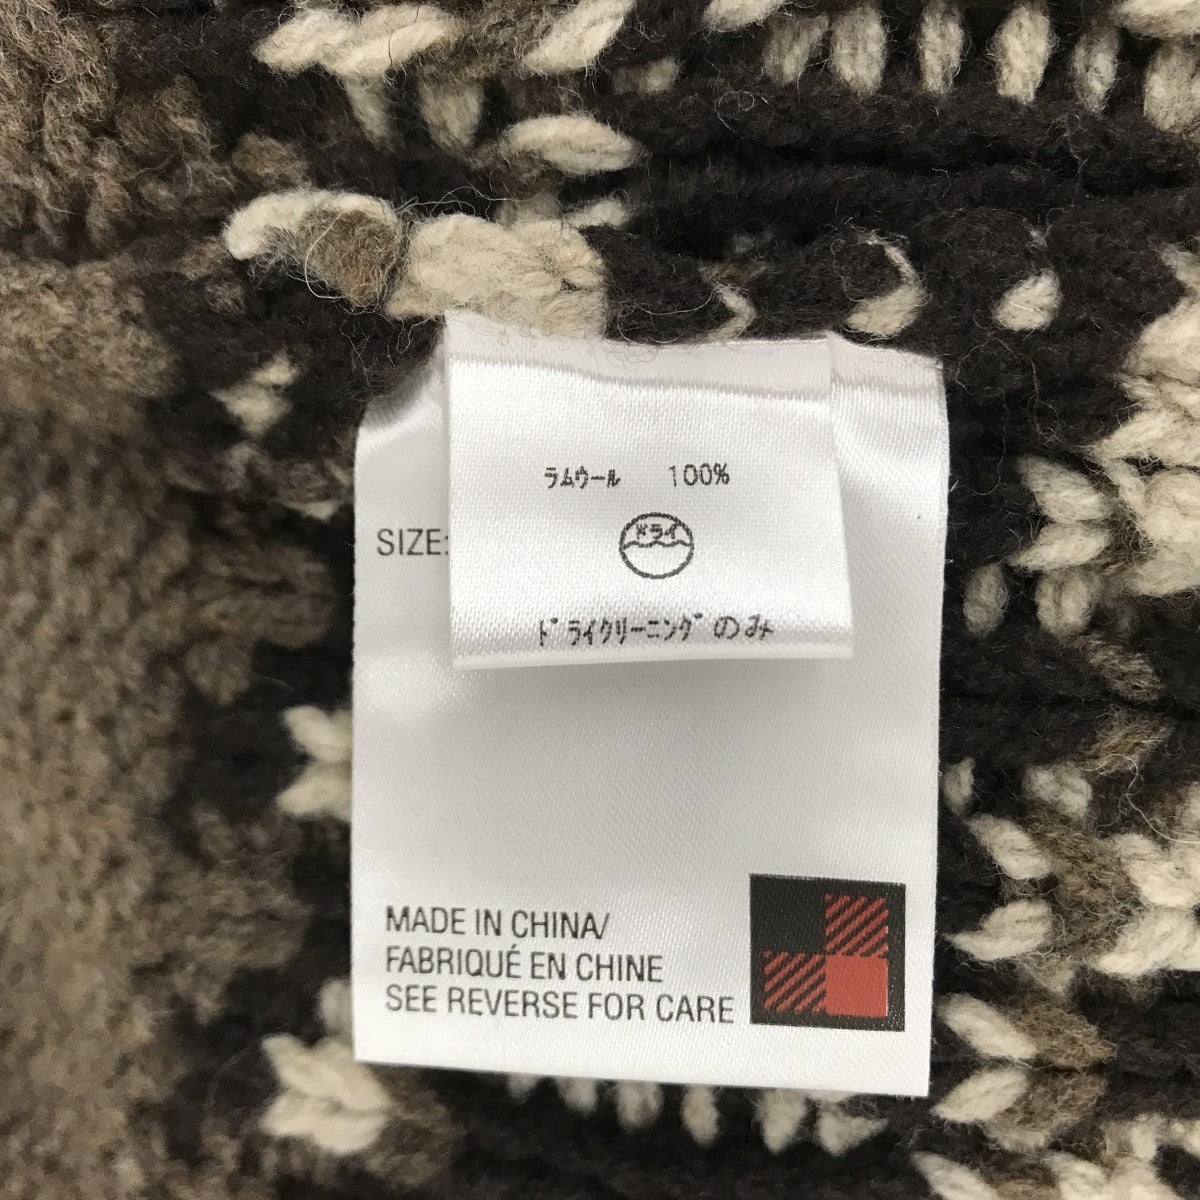 ラムウール 100%
ドライ
SIZE:
ドライクリーニングのみ
MADE IN CHINA/
FABRIQUÉ EN CHINE
SEE REVERSE FOR CARE